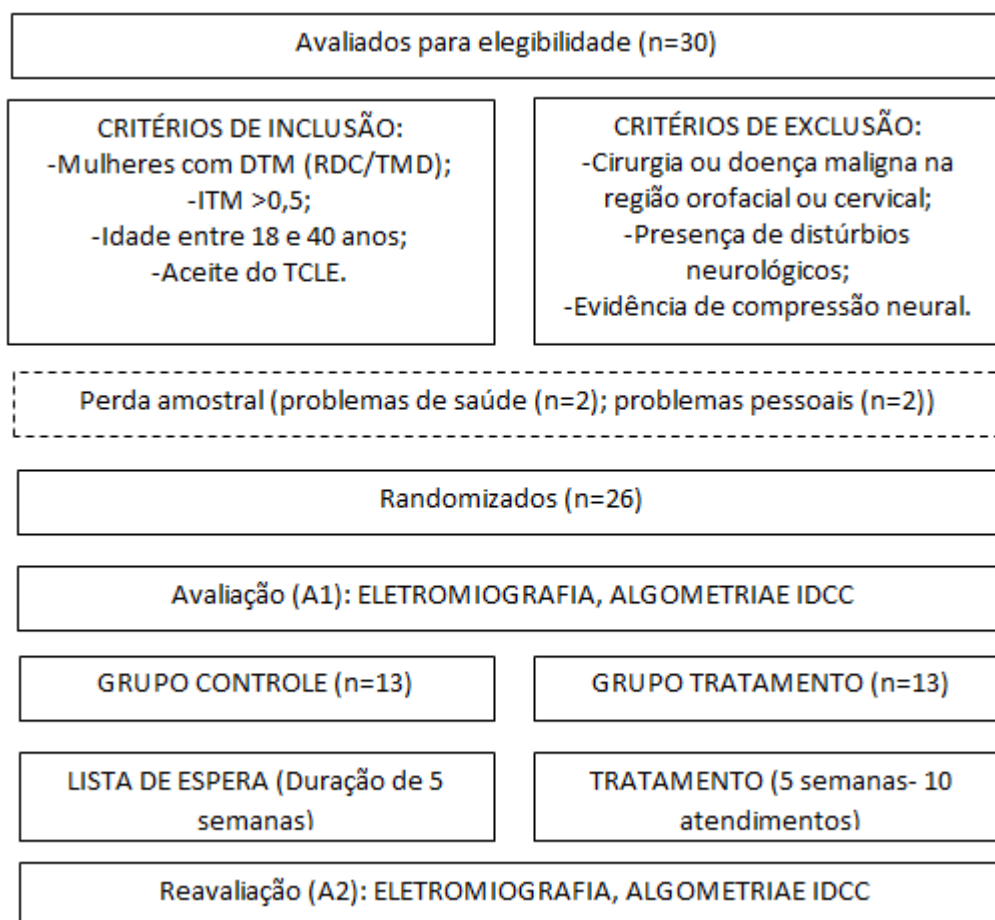 Avaliados para elegibilidade (n=30)
CRITÉRIOS DE INCLUSÃO:
-Mulheres com DTM (RDC/TMD);
-ITM >0,5;
-Idade entre 18 e 40 anos;
-Aceite do TCLE.
CRITÉRIOS DE EXCLUSÃO:
-Cirurgia ou doença maligna na
região orofacial ou cervical;
-Presença de distúrbios
neurológicos;
-Evidência de compressão neural.
Perda amostral (problemas de saúde (n=2); problemas pessoais (n=2))
Randomizados (n=26)
Avaliação (A1): ELETROMIOGRAFIA, ALGOMETRIAE IDCC
GRUPO CONTROLE (n=13)
GRUPO TRATAMENTO (n=13)
LISTA DE ESPERA (Duração de 5
semanas)
TRATAMENTO (5 semanas- 10
atendimentos)
Reavaliação (A2): ELETROMIOGRAFIA, ALGOMETRIAE IDCC